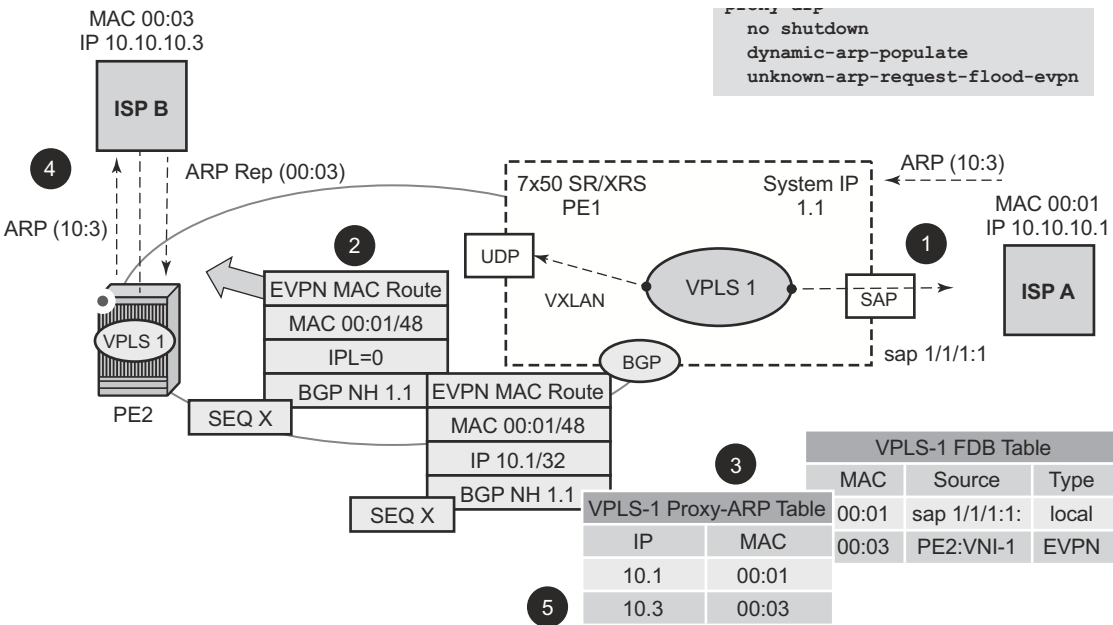 MAC 00:03
IP 10.10.10.3
ISP B
no shutdown
dynamic-arp-populate
unknown-arp-request-flood-evpn
4
ARP Rep (00:03)
ARP (10:3)
7x50 SR/XRS
PE1
System IP
1.1
ARP (10:3)
MAC 00:01
IP 10.10.10.1
1
2
UDP
VXLAN
VPLS 1
SAP
ISP A
sap 1/1/1:1
BGP
VPLS 1
PE2
EVPN MAC Route
MAC 00:01/48
IPL=0
BGP NH 1.1
SEQ X
EVPN MAC Route
MAC 00:01/48
IP 10.1/32
BGP NH 1.1
SEQ X
3
VPLS-1 FDB Table
MAC Source Type
00:01 sap 1/1/1:1: local
00:03 PE2:VNI-1 EVPN
VPLS-1 Proxy-ARP Table
IP MAC
10.1 00:01
10.3 00:03
5